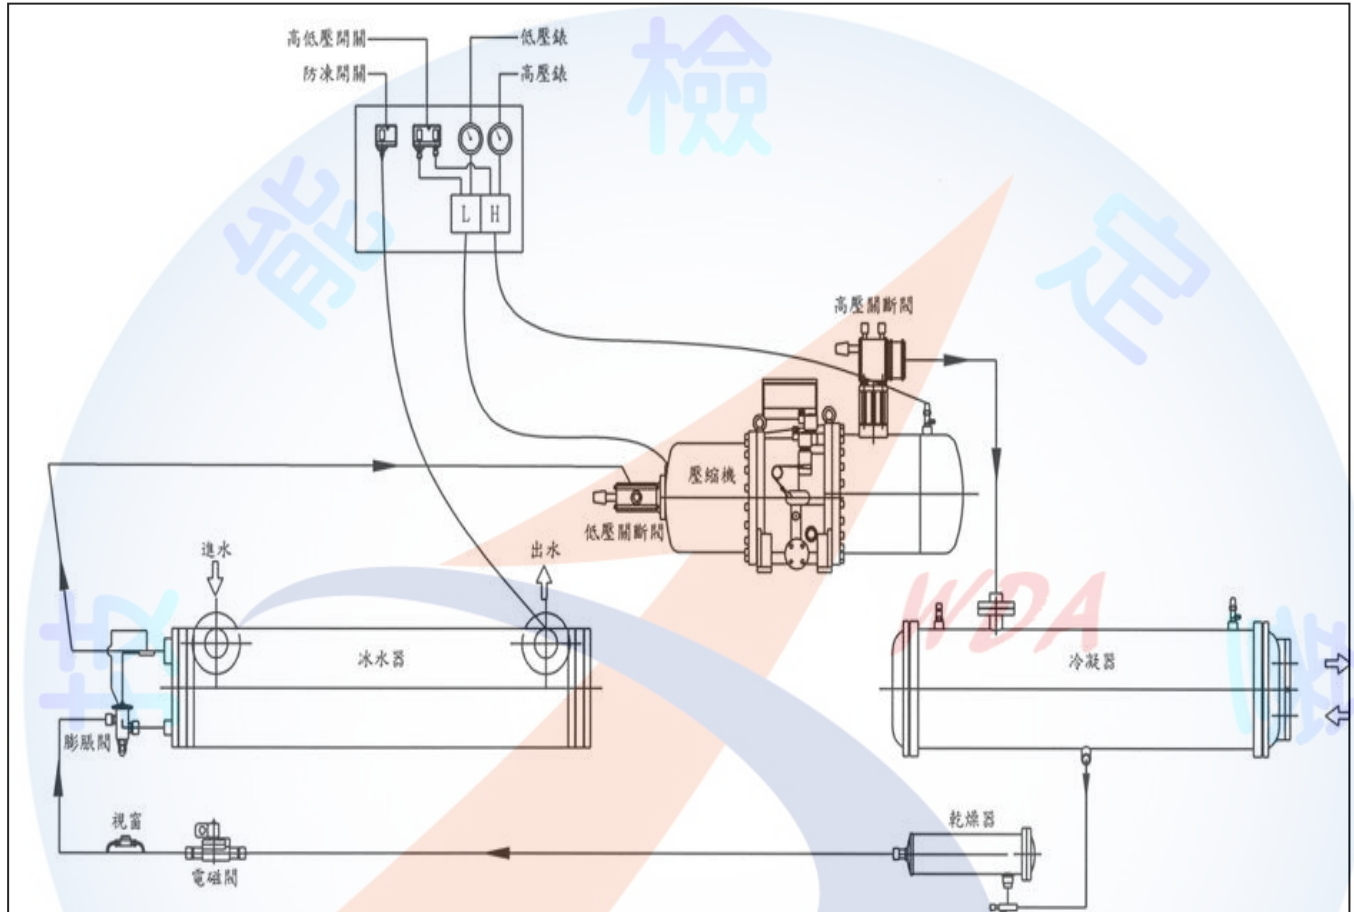 高低壓開關
低壓錶
防凍開關
高壓錶
檢
能
定
L
H
高壓關斷閥
壓縮機
低壓關斷閥
進水
出水
技
WDA
冰水器
冷凝器
膨脹閥
視窗
電磁閥
乾燥器